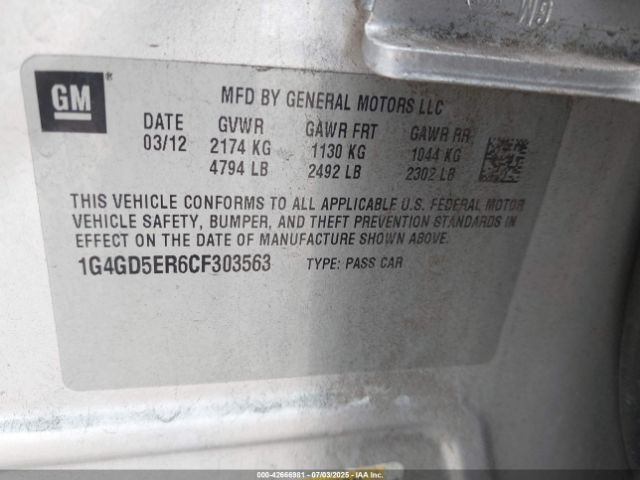 GM
MFD BY GENERAL MOTORS LLC
DATE GVWR GAWR FRT GAWR RR
03/12 2174 KG 1130 KG 1044 KG
4794 LB 2492 LB 2302 LB
THIS VEHICLE CONFORMS TO ALL APPLICABLE U.S. FEDERAL MOTOR
VEHICLE SAFETY, BUMPER, AND THEFT PREVENTION STANDARDS IN
EFFECT ON THE DATE OF MANUFACTURE SHOWN ABOVE.
1G4GD5ER6CF303563 TYPE: PASS CAR
000-42666981 | 07/03/2025 | IAAI.COM